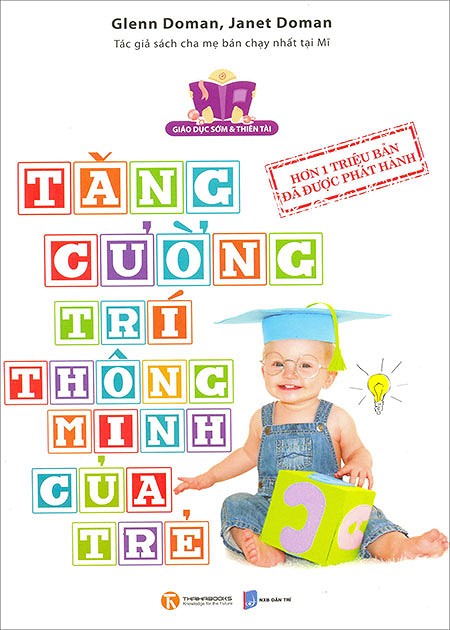 Glenn Doman, Janet Doman
Tác giả sách cha mẹ bán chạy nhất tại Mĩ
GIÁO DỤC SỚM & THIÊN TÀI
HƠN 1 TRIỆU BẢN
ĐÃ ĐƯỢC PHÁT HÀNH
TĂNG
CƯỜNG
TRÍ
THÔNG
MINH
CỦA
TRẺ
THAIHABOOKS
Knowledge for the Future
NXB DÂN TRÍ